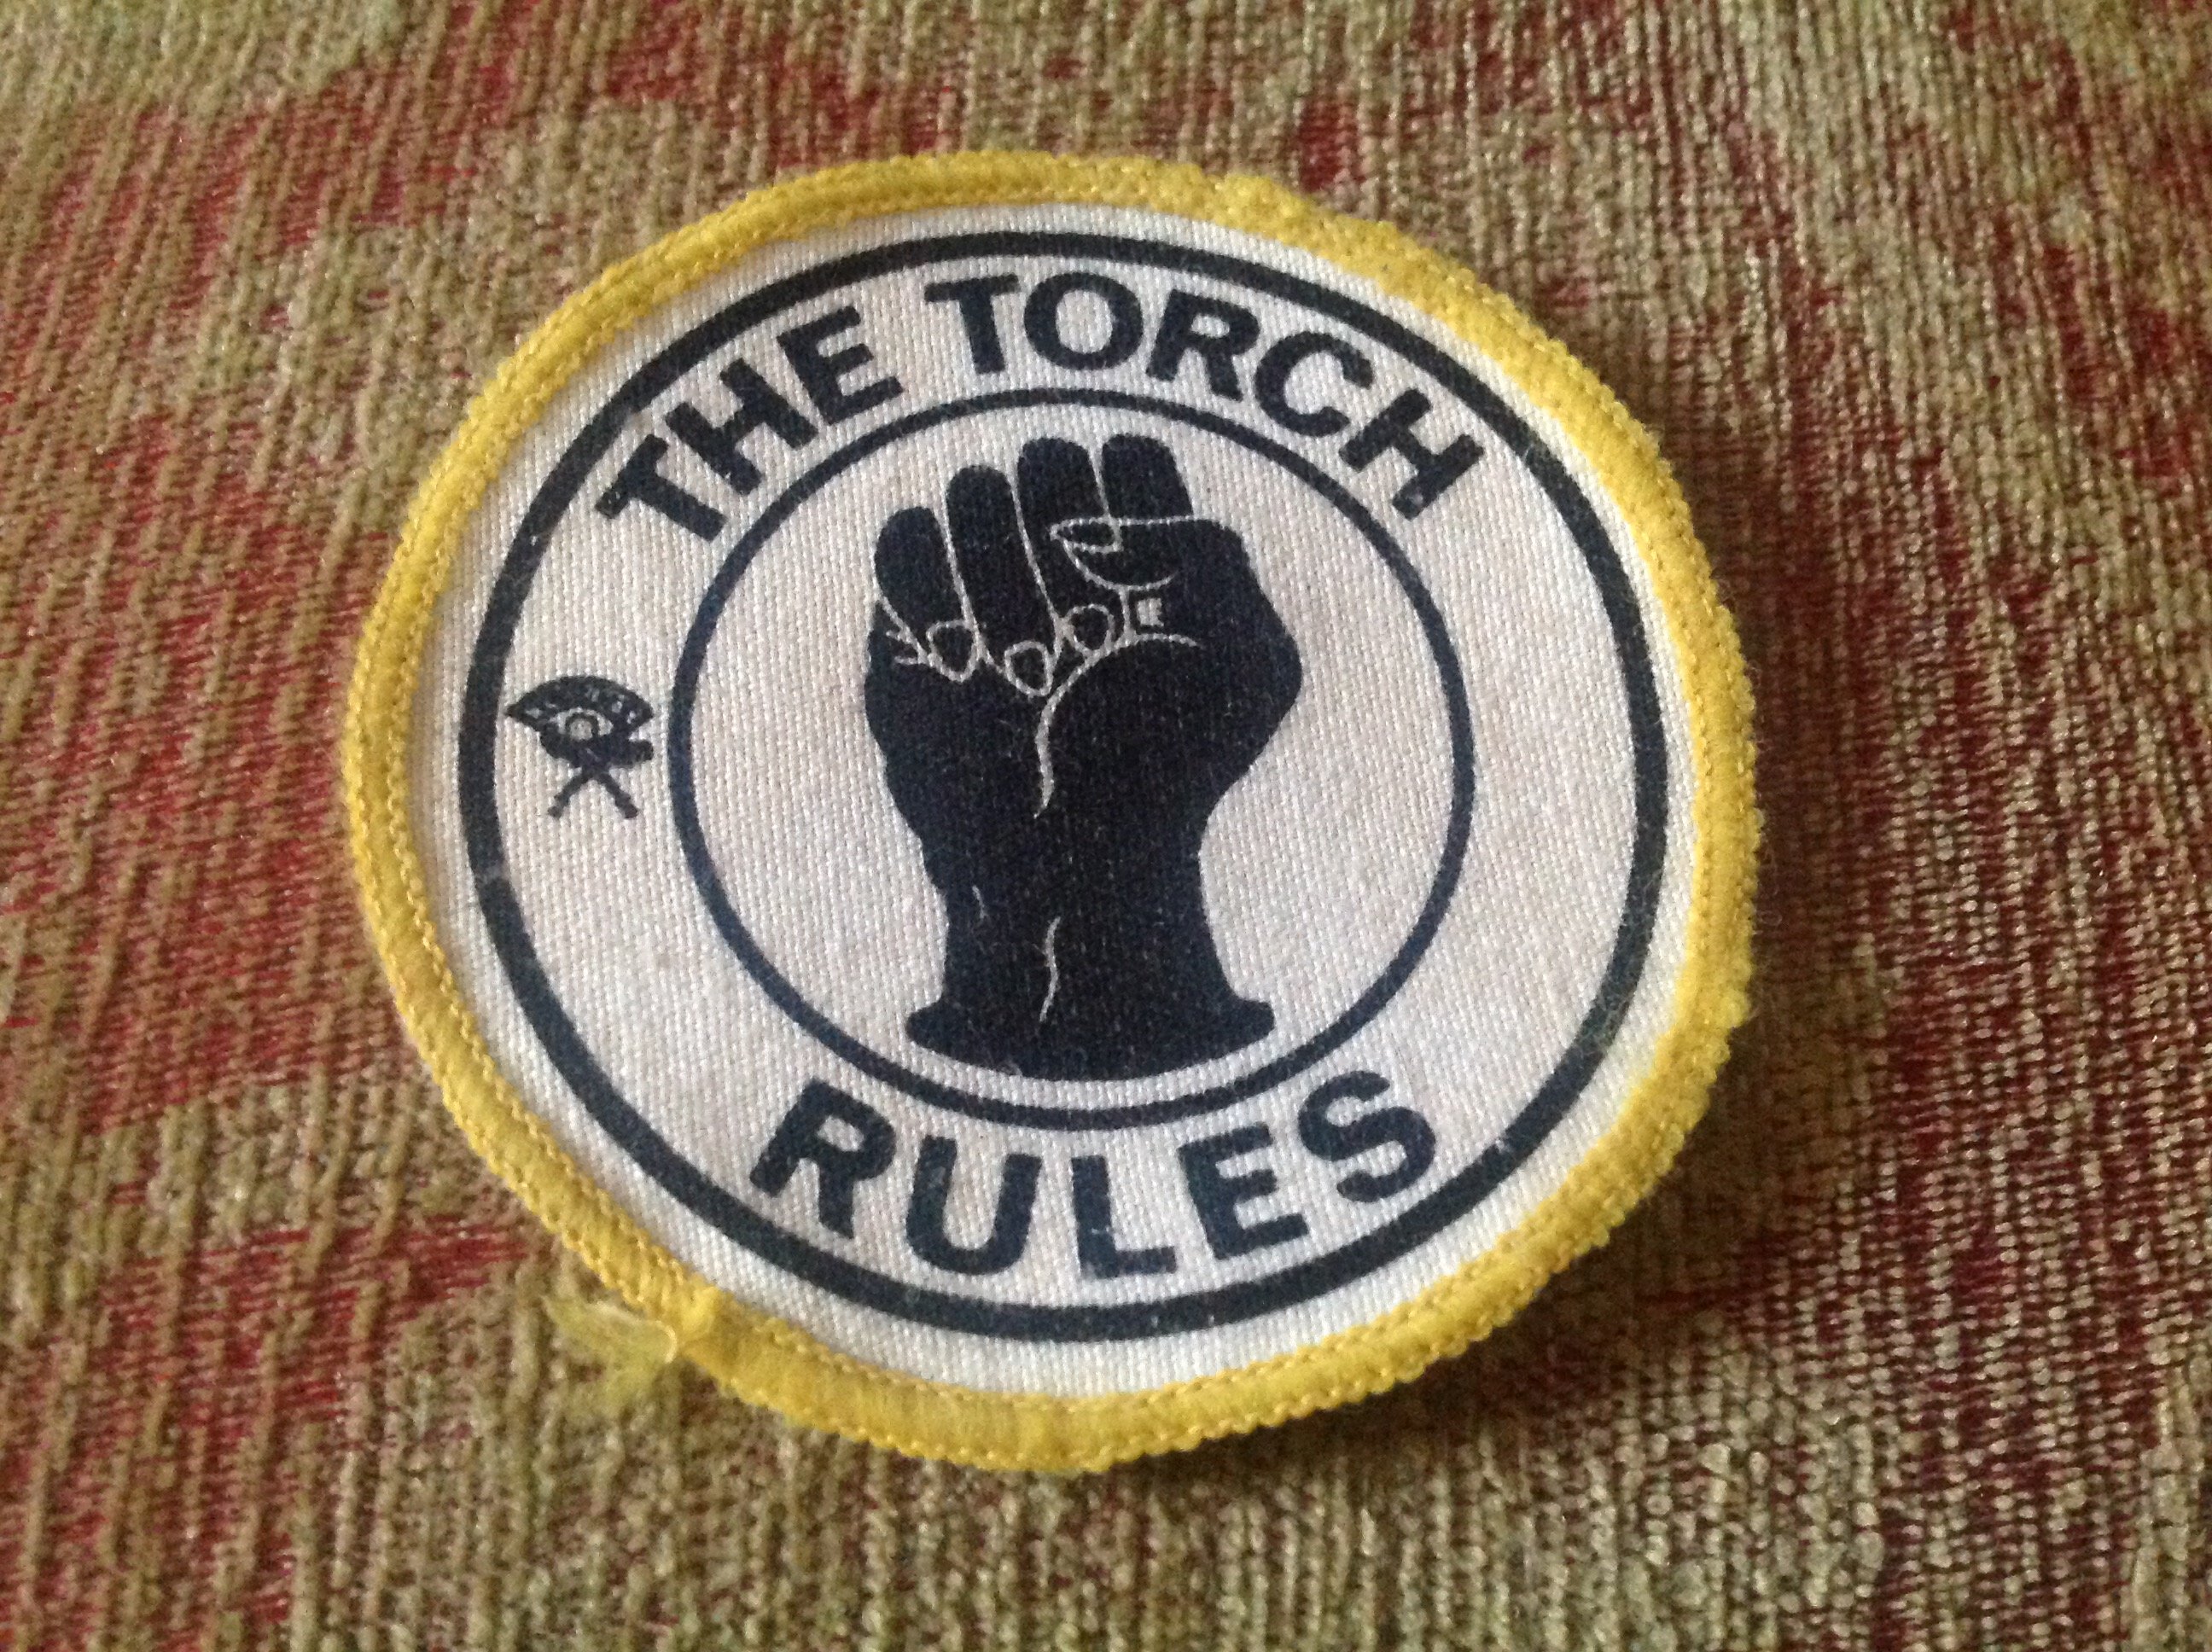 THE TORCH
RULES